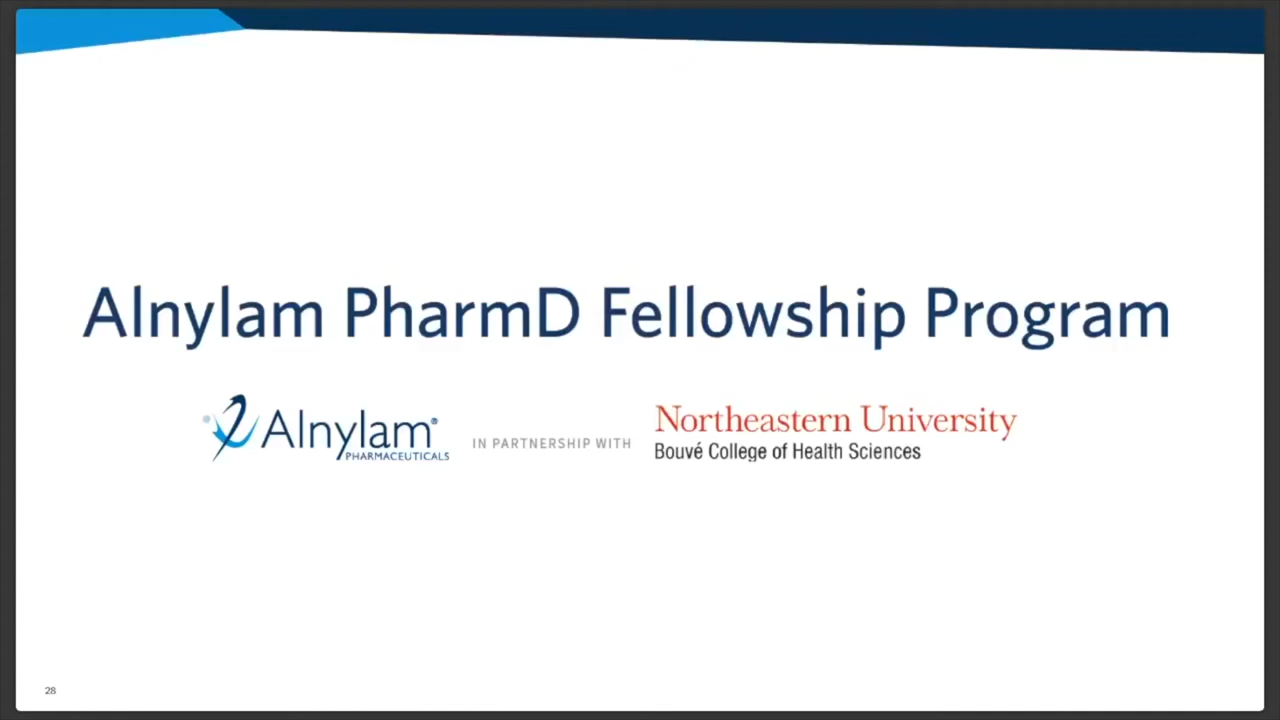 Alnylam PharmD Fellowship Program
Alnylam®
PHARMACEUTICALS
IN PARTNERSHIP WITH
Northeastern University
Bouvé College of Health Sciences
28